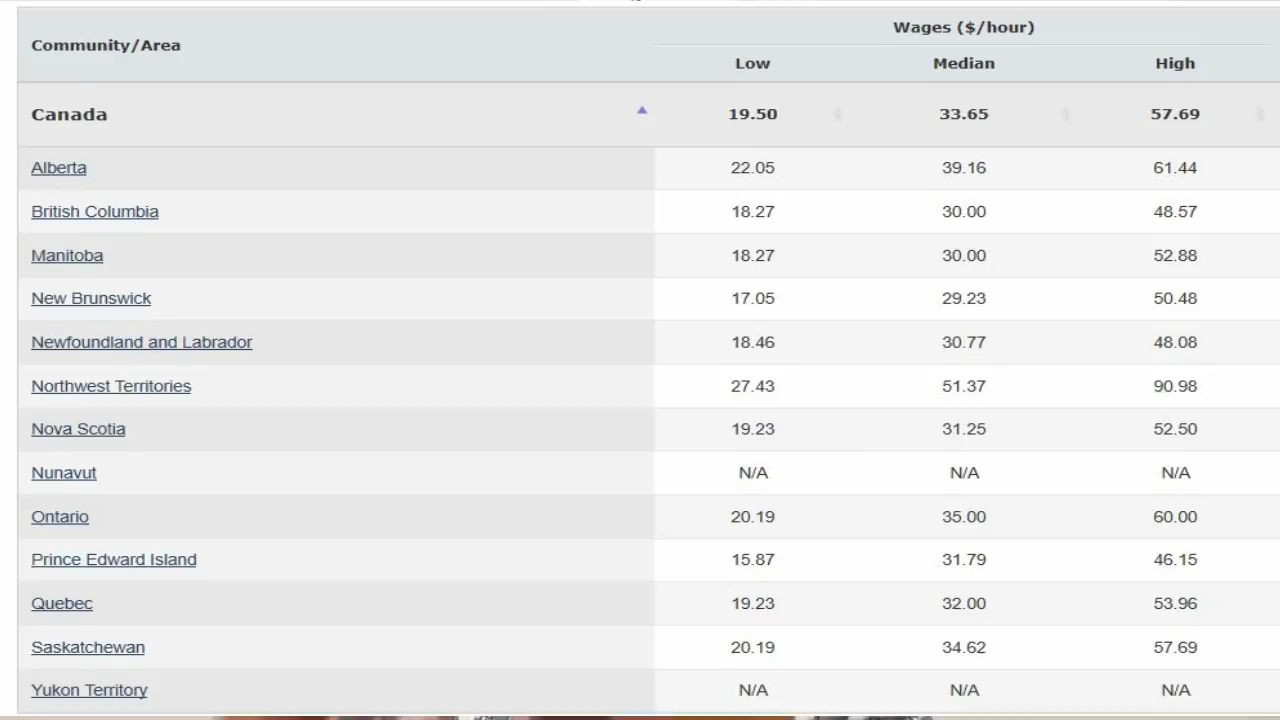 Community/Area
Wages ($/hour)
Low Median High
Canada 19.50 33.65 57.69
Alberta 22.05 39.16 61.44
British Columbia 18.27 30.00 48.57
Manitoba 18.27 30.00 52.88
New Brunswick 17.05 29.23 50.48
Newfoundland and Labrador 18.46 30.77 48.08
Northwest Territories 27.43 51.37 90.98
Nova Scotia 19.23 31.25 52.50
Nunavut N/A N/A N/A
Ontario 20.19 35.00 60.00
Prince Edward Island 15.87 31.79 46.15
Quebec 19.23 32.00 53.96
Saskatchewan 20.19 34.62 57.69
Yukon Territory N/A N/A N/A